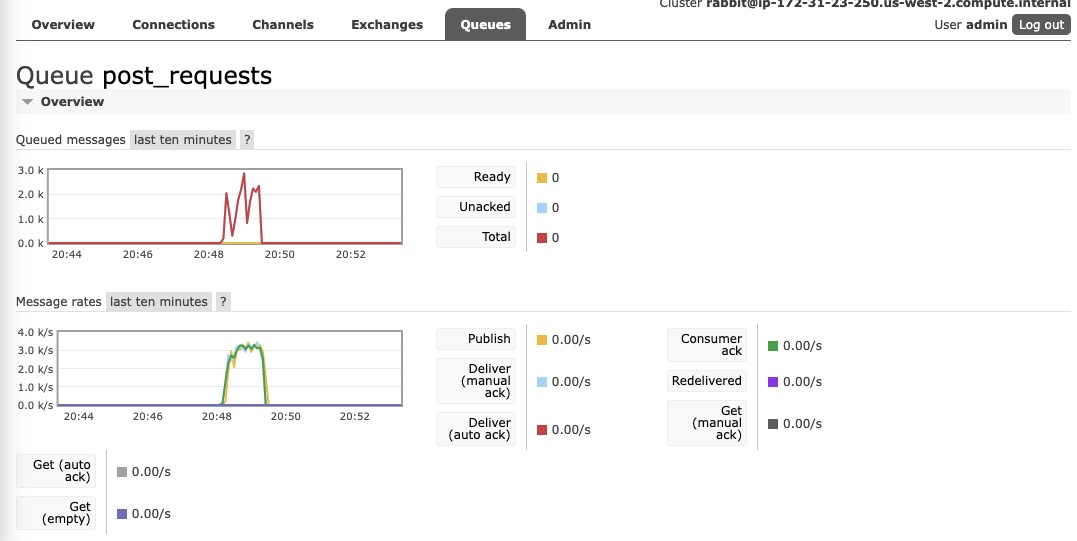 Cluster rabbit@ip-172-31-23-250.us-west-2.compute.internal
Overview Connections Channels Exchanges Queues Admin User admin Log out
Queue post_requests
Overview
Queued messages last ten minutes ?
3.0 k
2.0 k
1.0 k
0.0 k
20:44 20:46 20:48 20:50 20:52
Ready 0
Unacked 0
Total 0
Message rates last ten minutes ?
4.0 k/s
3.0 k/s
2.0 k/s
1.0 k/s
0.0 k/s
20:44 20:46 20:48 20:50 20:52
Publish 0.00/s
Deliver
(manual 0.00/s
ack)
Deliver
(auto ack) 0.00/s
Consumer
ack 0.00/s
Redelivered 0.00/s
Get
(manual 0.00/s
ack)
Get (auto
ack) 0.00/s
Get
(empty) 0.00/s